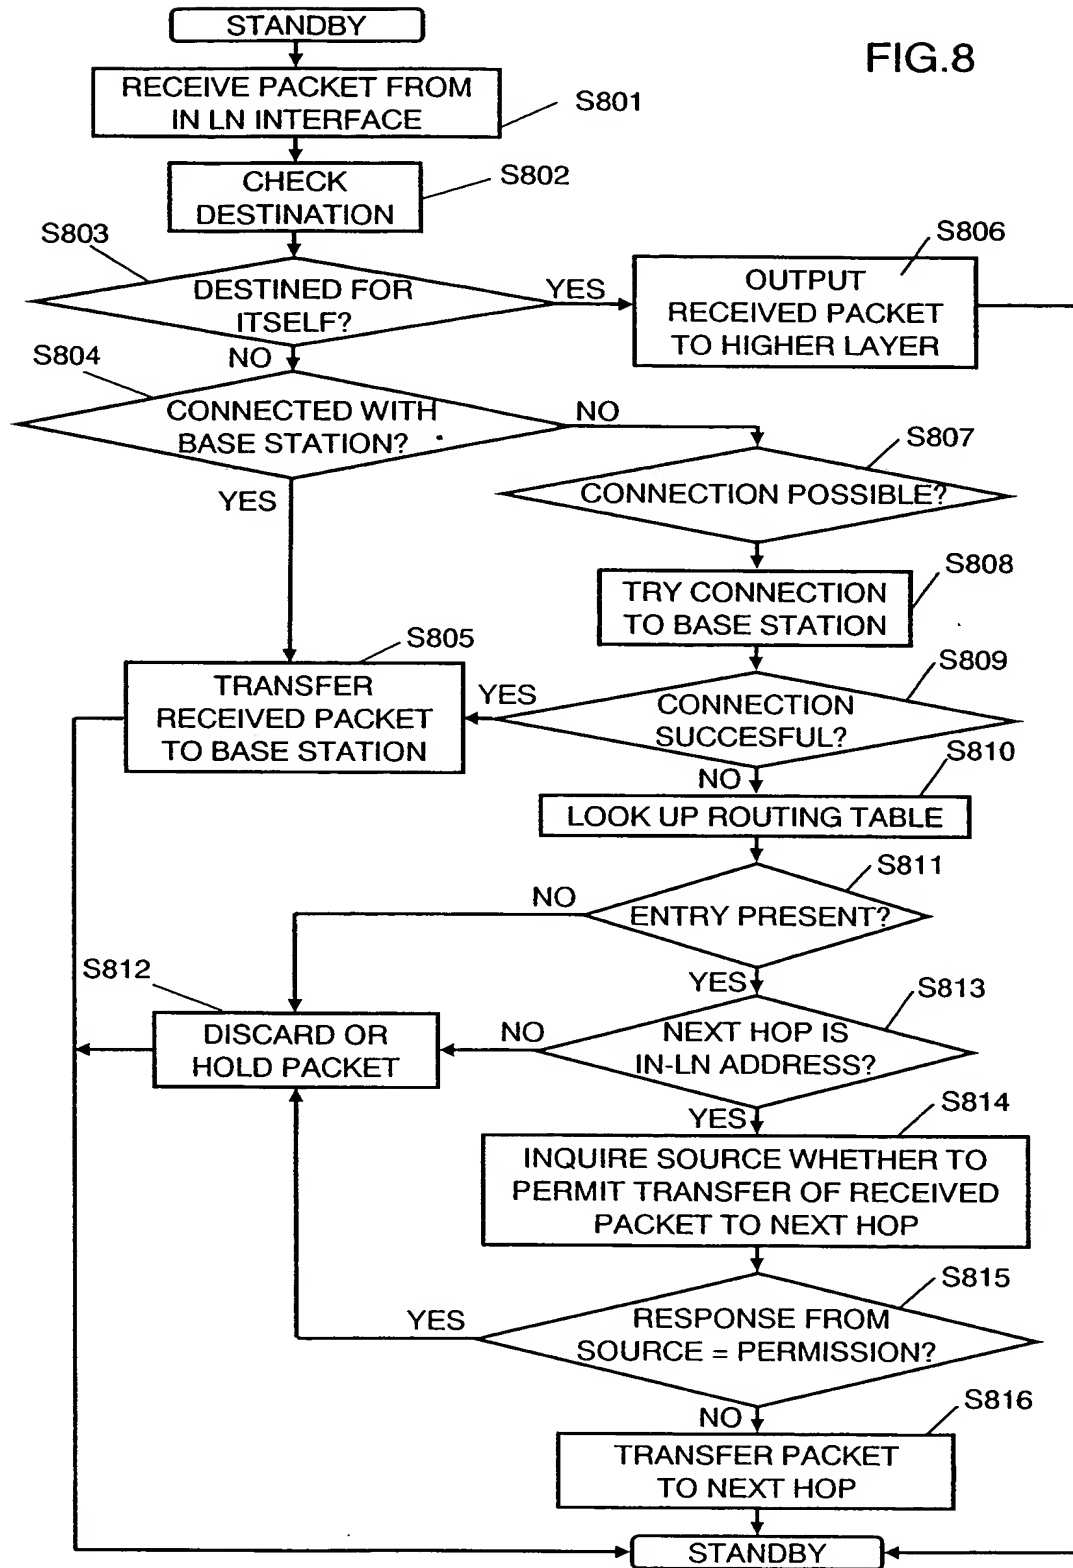 STANDBY
FIG.8
RECEIVE PACKET FROM
IN LN INTERFACE
S801
CHECK
DESTINATION
S802
S803
DESTINED FOR
ITSELF?
YES
S806
OUTPUT
RECEIVED PACKET
TO HIGHER LAYER
NO
S804
CONNECTED WITH
BASE STATION?
NO
YES
S807
CONNECTION POSSIBLE?
S808
TRY CONNECTION
TO BASE STATION
S805
TRANSFER
RECEIVED PACKET
TO BASE STATION
YES
S809
CONNECTION
SUCCESFUL?
NO
S810
LOOK UP ROUTING TABLE
S811
ENTRY PRESENT?
NO
YES
S812
DISCARD OR
HOLD PACKET
NO
S813
NEXT HOP IS
IN-LN ADDRESS?
YES
S814
INQUIRE SOURCE WHETHER TO
PERMIT TRANSFER OF RECEIVED
PACKET TO NEXT HOP
S815
YES
RESPONSE FROM
SOURCE = PERMISSION?
NO
S816
TRANSFER PACKET
TO NEXT HOP
STANDBY